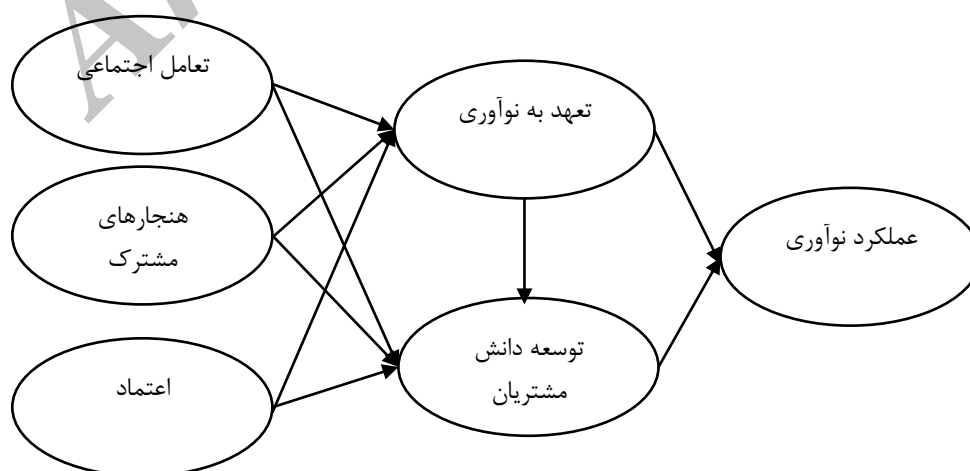 تعامل اجتماعی
تعهد به نوآوری
هنجارهای
مشترک
عملکرد نوآوری
توسعه دانش
مشتریان
اعتماد